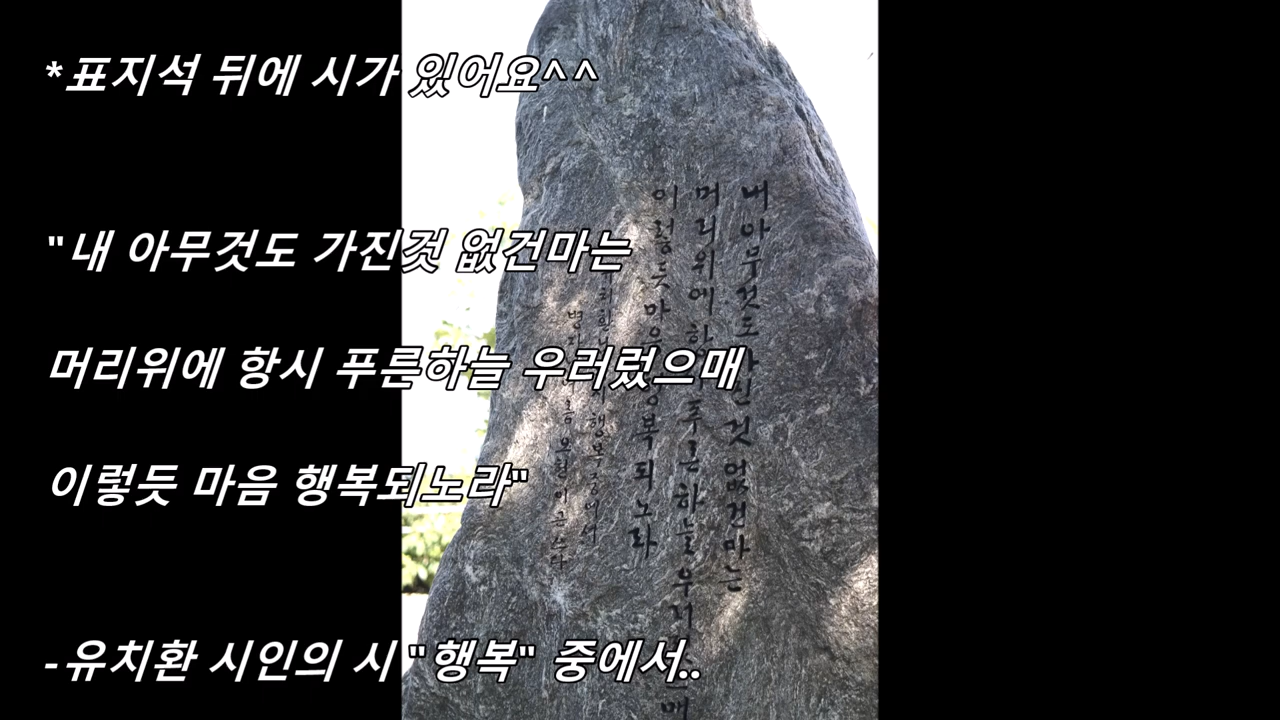 *표지석 뒤에 시가 있어요^^
"내 아무것도 가진것 없건마는
머리위에 항시 푸른하늘 우러렀으매
이렇듯 마음 행복되노라"
-유치환 시인의 시 "행복" 중에서..
내 아무것도 가진 것 없건마는
머리위에 항시 푸른하늘 우러렀으매
이렇듯 마음 행복되노라